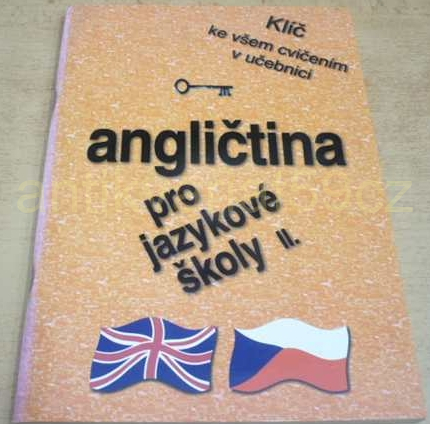 Klíč
ke všem cvičením
v učebnici
angličtina
pro
jazykové
školy II.